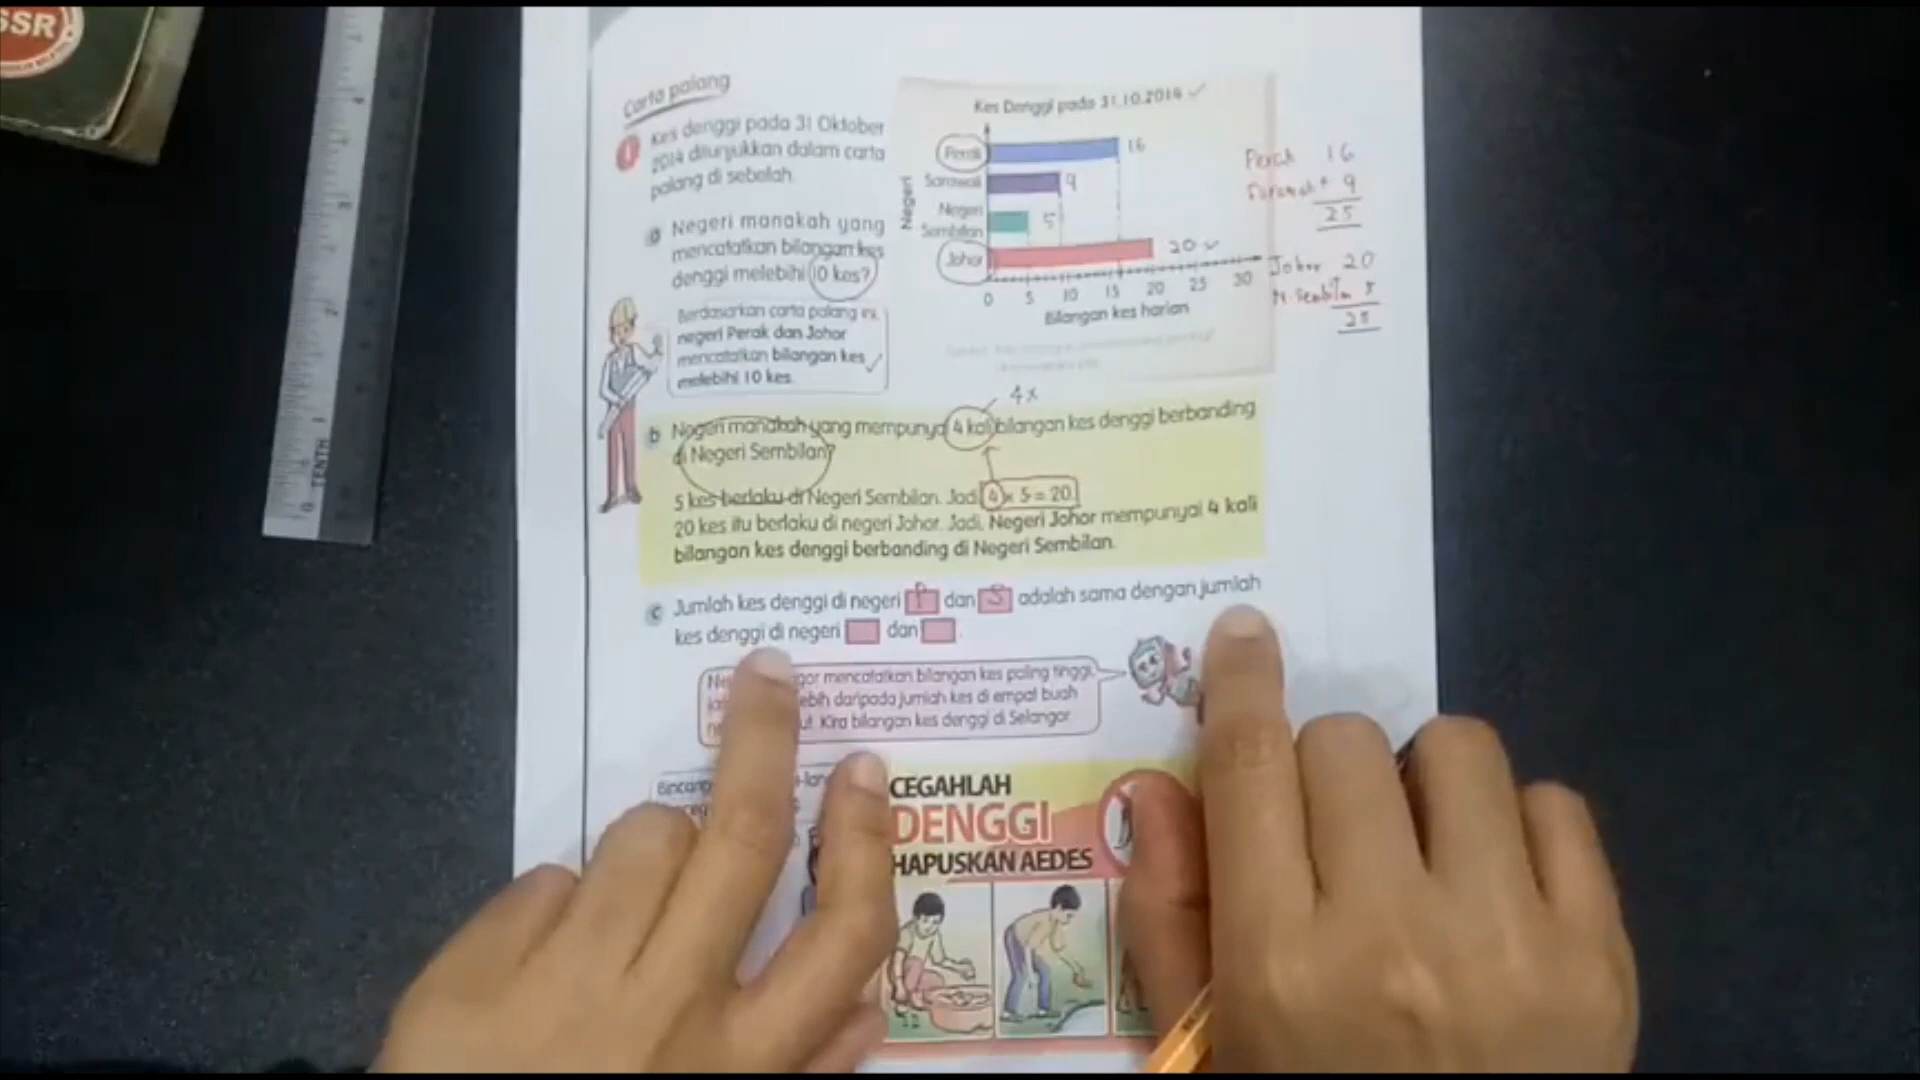 SSR
TENTH
Carta palang
1 Kes denggi pada 31 Oktober
2014 ditunjukkan dalam carta
palang di sebelah.
a Negeri manakah yang
mencatatkan bilangan kes
denggi melebihi 10 kes?
Berdasarkan carta palang ini,
negeri Perak dan Johor
mencatatkan bilangan kes
melebihi 10 kes.
Kes Denggi pada 31.10.2014
Negeri
Perak 16
Sarawak 9
Negeri
Sembilan 5
Johor 20
0 5 10 15 20 25 30
Bilangan kes harian
Perak 16
+ 9
25
Johor 20
25
4x
b Negeri manakah yang mempunyai 4 kali bilangan kes denggi berbanding
di Negeri Sembilan?
5 kes berlaku di Negeri Sembilan. Jadi, 4 x 5 = 20
20 kes itu berlaku di negeri Johor. Jadi, Negeri Johor mempunyai 4 kali
bilangan kes denggi berbanding di Negeri Sembilan.
c Jumlah kes denggi di negeri P dan S adalah sama dengan jumlah
kes denggi di negeri dan .
mencatatkan bilangan kes paling tinggi,
daripada jumlah kes di empat buah
Kira bilangan kes denggi di Selangor.
CEGAHLAH
DENGGI
HAPUSKAN AEDES